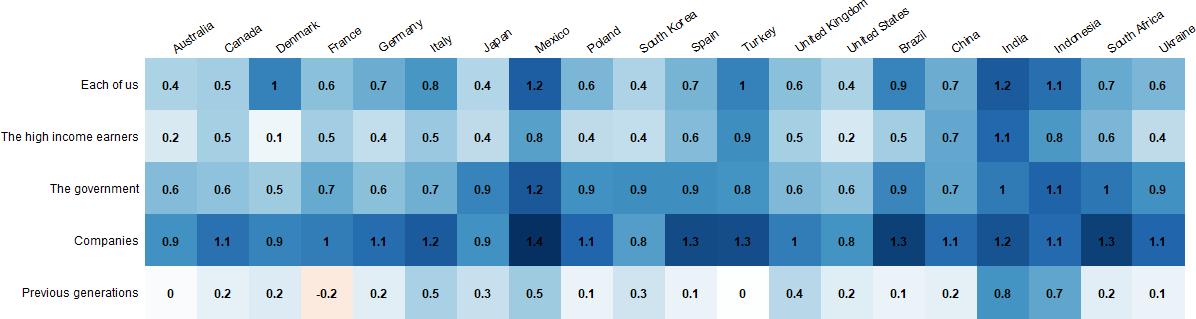 Australia Canada Denmark France Germany Italy Japan Mexico Poland South Korea Spain Turkey United Kingdom United States Brazil China India Indonesia South Africa Ukraine
Each of us 0.4 0.5 1 0.6 0.7 0.8 0.4 1.2 0.6 0.4 0.7 1 0.6 0.4 0.9 0.7 1.2 1.1 0.7 0.6
The high income earners 0.2 0.5 0.1 0.5 0.4 0.5 0.4 0.8 0.4 0.4 0.6 0.9 0.5 0.2 0.5 0.7 1.1 0.8 0.6 0.4
The government 0.6 0.6 0.5 0.7 0.6 0.7 0.9 1.2 0.9 0.9 0.9 0.8 0.6 0.6 0.9 0.7 1 1.1 1 0.9
Companies 0.9 1.1 0.9 1 1.1 1.2 0.9 1.4 1.1 0.8 1.3 1.3 1 0.8 1.3 1.1 1.2 1.1 1.3 1.1
Previous generations 0 0.2 0.2 -0.2 0.2 0.5 0.3 0.5 0.1 0.3 0.1 0 0.4 0.2 0.1 0.2 0.8 0.7 0.2 0.1